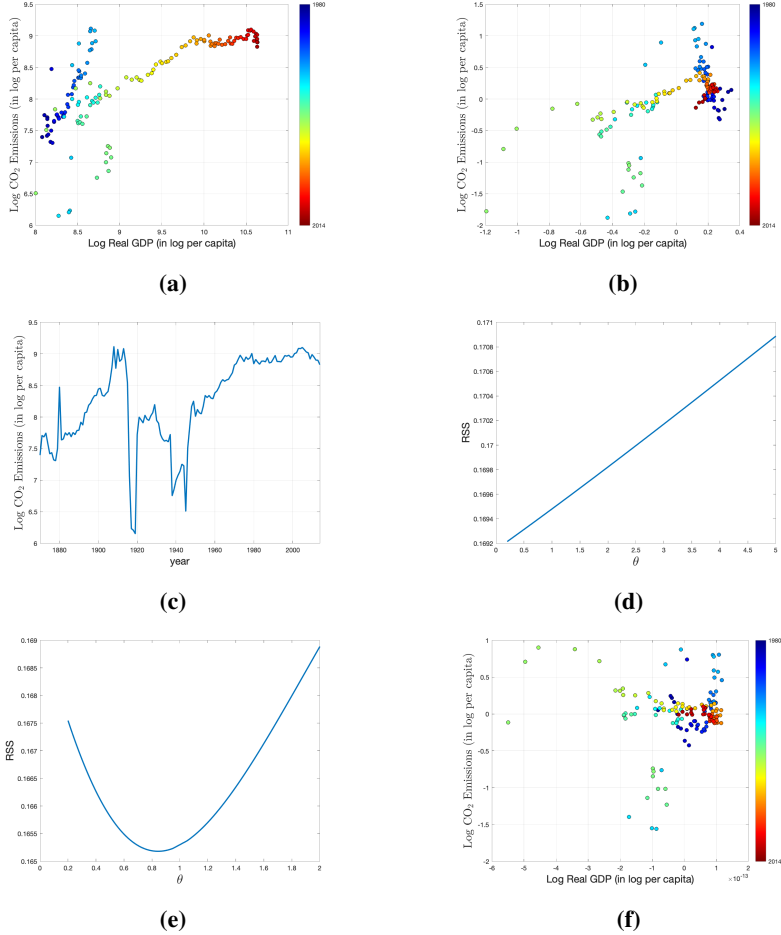 9.5
9
8.5
8
7.5
7
6.5
6
Log CO2 Emissions (in log per capita)
8 8.5 9 9.5 10 10.5 11
Log Real GDP (in log per capita)
1980
2014
(a)
1.5
1
0.5
0
-0.5
-1
-1.5
-2
Log CO2 Emissions (in log per capita)
-1.2 -1 -0.8 -0.6 -0.4 -0.2 0 0.2 0.4
Log Real GDP (in log per capita)
1980
2014
(b)
9.5
9
8.5
8
7.5
7
6.5
6
Log CO2 Emissions (in log per capita)
1880 1900 1920 1940 1960 1980 2000
year
(c)
0.171
0.1708
0.1706
0.1704
0.1702
0.17
0.1698
0.1696
0.1694
0.1692
RSS
0 0.5 1 1.5 2 2.5 3 3.5 4 4.5 5
θ
(d)
0.169
0.1685
0.168
0.1675
0.167
0.1665
0.166
0.1655
0.165
RSS
0 0.2 0.4 0.6 0.8 1 1.2 1.4 1.6 1.8 2
θ
(e)
1
0.5
0
-0.5
-1
-1.5
-2
Log CO2 Emissions (in log per capita)
-6 -5 -4 -3 -2 -1 0 1 2
×10-13
Log Real GDP (in log per capita)
1980
2014
(f)